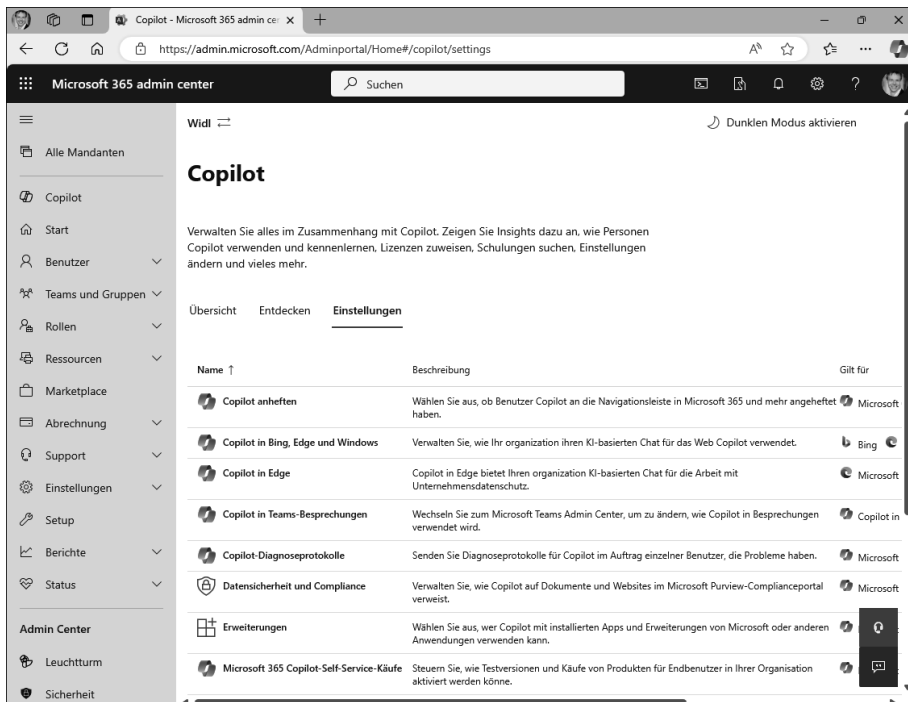 Copilot - Microsoft 365 admin cer
https://admin.microsoft.com/Adminportal/Home#/copilot/settings
Microsoft 365 admin center
Suchen
Widl
Dunklen Modus aktivieren
Alle Mandanten
Copilot
Start
Benutzer
Teams und Gruppen
Rollen
Ressourcen
Marketplace
Abrechnung
Support
Einstellungen
Setup
Berichte
Status
Admin Center
Leuchtturm
Sicherheit
Copilot
Verwalten Sie alles im Zusammenhang mit Copilot. Zeigen Sie Insights dazu an, wie Personen
Copilot verwenden und kennenlernen, Lizenzen zuweisen, Schulungen suchen, Einstellungen
ändern und vieles mehr.
Übersicht Entdecken Einstellungen
Name ↑ Beschreibung Gilt für
Copilot anheften Wählen Sie aus, ob Benutzer Copilot an die Navigationsleiste in Microsoft 365 und mehr angeheftet Microsoft
haben.
Copilot in Bing, Edge und Windows Verwalten Sie, wie Ihr organization ihren KI-basierten Chat für das Web Copilot verwendet. Bing
Copilot in Edge Copilot in Edge bietet Ihren organization KI-basierten Chat für die Arbeit mit Microsoft
Unternehmensdatenschutz.
Copilot in Teams-Besprechungen Wechseln Sie zum Microsoft Teams Admin Center, um zu ändern, wie Copilot in Besprechungen Copilot in
verwendet wird.
Copilot-Diagnoseprotokolle Senden Sie Diagnoseprotokolle für Copilot im Auftrag einzelner Benutzer, die Probleme haben. Microsoft
Datensicherheit und Compliance Verwalten Sie, wie Copilot auf Dokumente und Websites im Microsoft Purview-Complianceportal Microsoft
verweist.
Erweiterungen Wählen Sie aus, wer Copilot mit installierten Apps und Erweiterungen von Microsoft oder anderen
Anwendungen verwenden kann.
Microsoft 365 Copilot-Self-Service-Käufe Steuern Sie, wie Testversionen und Käufe von Produkten für Endbenutzer in Ihrer Organisation
aktiviert werden könne.